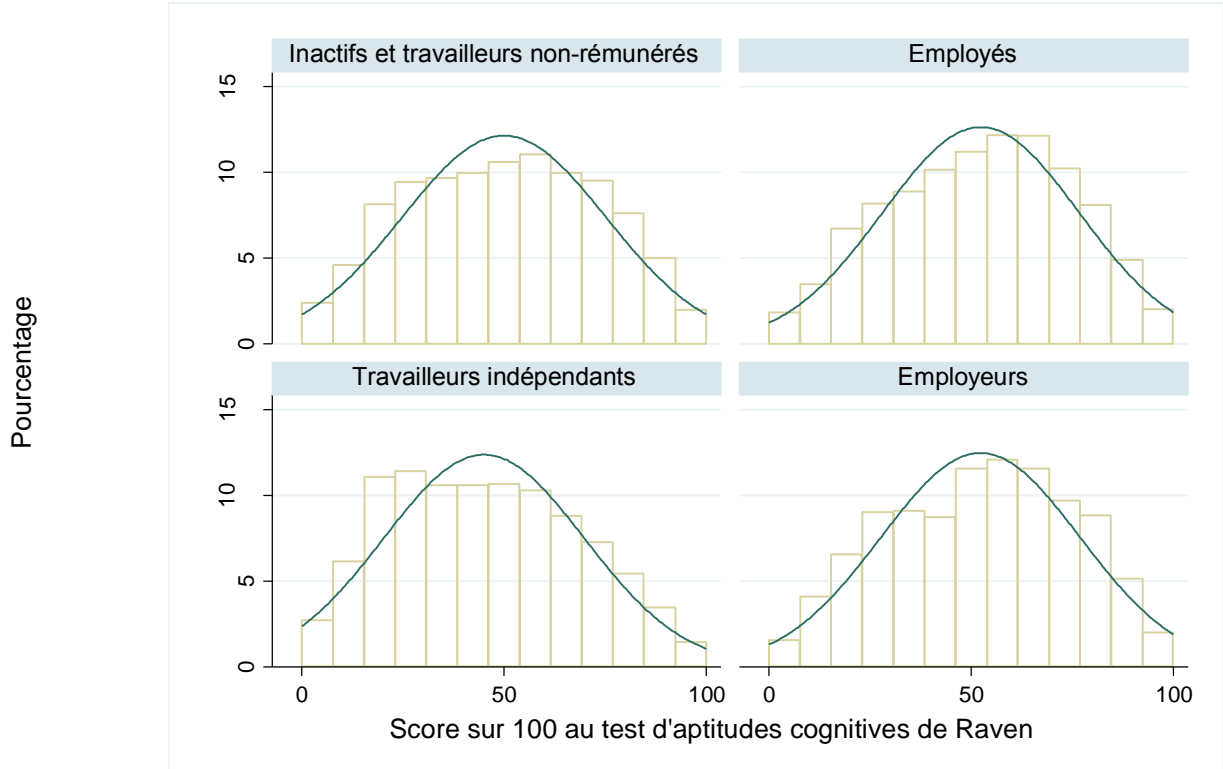 Pourcentage
Inactifs et travailleurs non-rémunérés
Employés
15
10
5
0
Travailleurs indépendants
Employeurs
15
10
5
0
0 50 100
0 50 100
Score sur 100 au test d'aptitudes cognitives de Raven